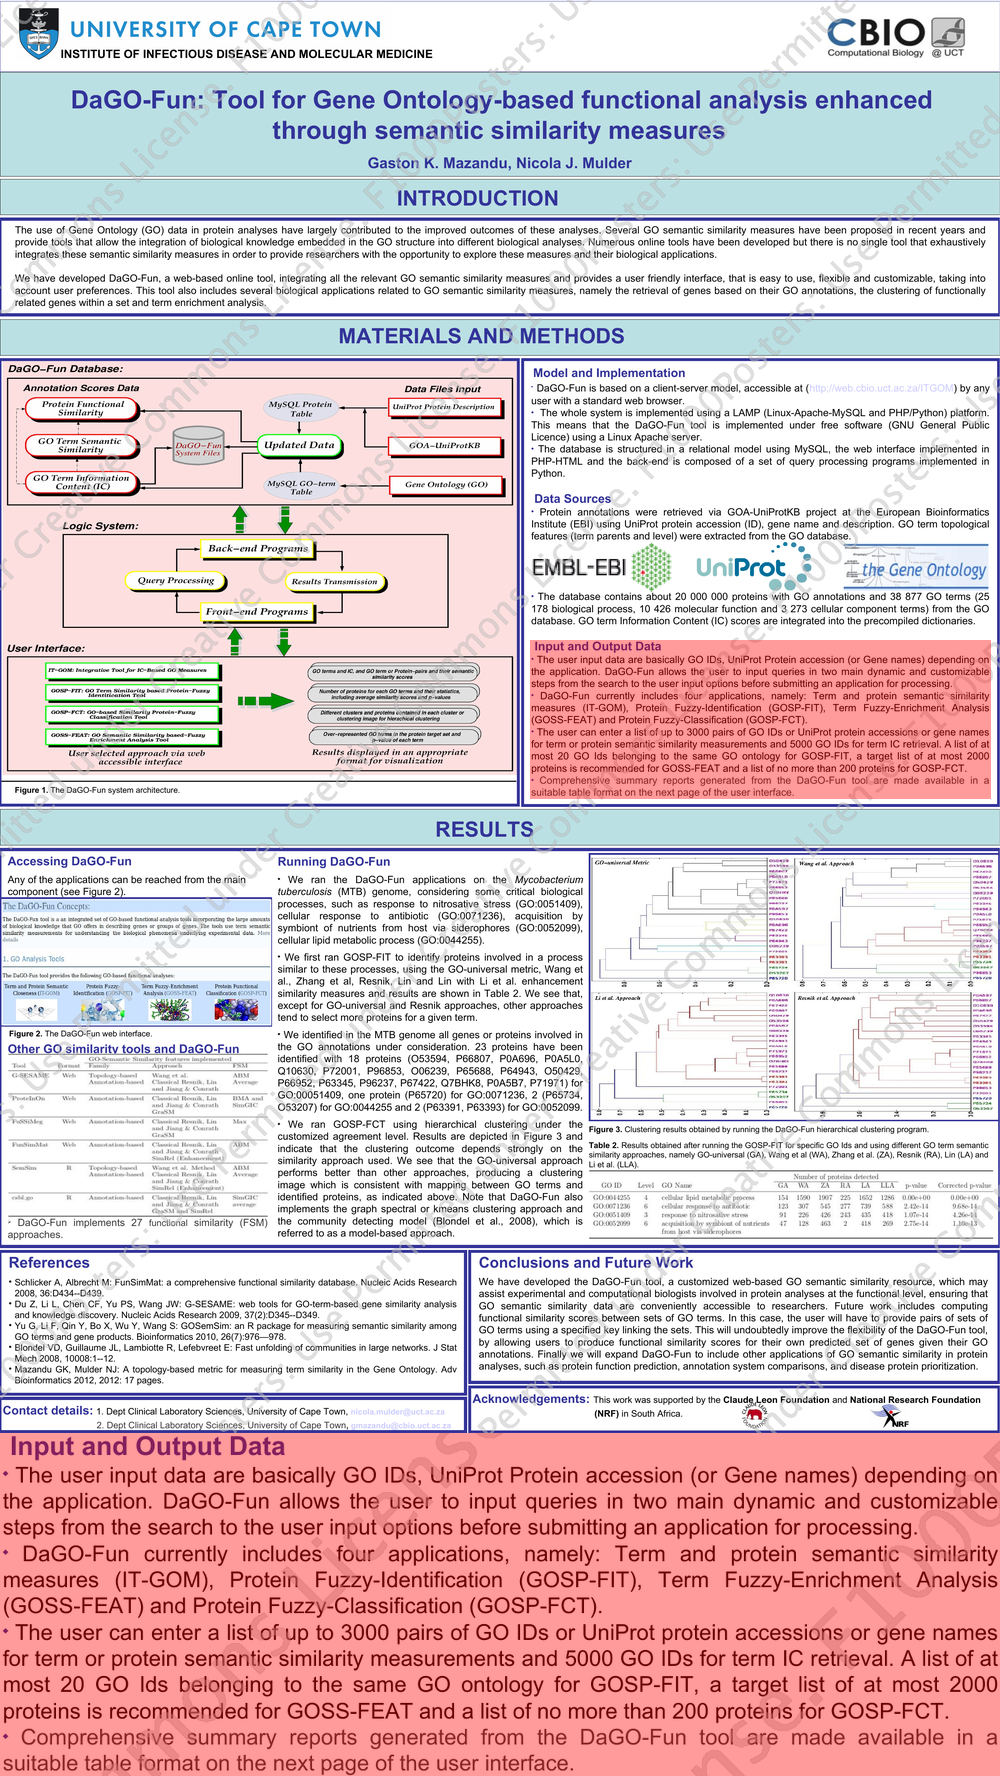 UNIVERSITY OF CAPE TOWN
INSTITUTE OF INFECTIOUS DISEASE AND MOLECULAR MEDICINE
CBIO
Computational Biology @ UCT
DaGO-Fun: Tool for Gene Ontology-based functional analysis enhanced
through semantic similarity measures
Gaston K. Mazandu, Nicola J. Mulder
INTRODUCTION
The use of Gene Ontology (GO) data in protein analyses have largely contributed to the improved outcomes of these analyses. Several GO semantic similarity measures have been proposed in recent years and
provide tools that allow the integration of biological knowledge embedded in the GO structure into different biological analyses. Numerous online tools have been developed but there is no single tool that exhaustively
integrates these semantic similarity measures in order to provide researchers with the opportunity to explore these measures and their biological applications.
We have developed DaGO-Fun, a web-based online tool, integrating all the relevant GO semantic similarity measures and provides a user friendly interface, that is easy to use, flexible and customizable, taking into
account user preferences. This tool also includes several biological applications related to GO semantic similarity measures, namely the retrieval of genes based on their GO annotations, the clustering of functionally
related genes within a set and term enrichment analysis.
MATERIALS AND METHODS
DaGO-Fun Database:
Annotation Scores Data
Data Files Input
Protein Functional
Similarity
GO Term Semantic
Similarity
GO Term Information
Content (IC)
DaGO-Fun
System Files
MySQL Protein
Table
Updated Data
MySQL GO-term
Table
UniProt Protein Description
GOA-UniProtKB
Gene Ontology (GO)
Logic System:
Back-end Programs
Query Processing
Results Transmission
Front-end Programs
User Interface:
IT-GOM: Integration Tool for IC-Based GO Measures
GOSP-FIT: GO Term Similarity based Protein-Fuzzy
Identification Tool
GOSP-FCT: GO-based Similarity Protein-Fuzzy
Classification Tool
GOSS-FEAT: GO Semantic Similarity based-Fuzzy
Enrichment Analysis Tool
User selected approach via web
accessible interface
GO terms and IC, and GO term or Protein-pairs and their semantic
similarity scores
Number of proteins for each GO terms and their statistics,
including average similarity scores and p-values
Different clusters and proteins contained in each cluster or
clustering image for hierarchical clustering
Over-represented GO terms in the protein target set and
p-value of each term
Results displayed in an appropriate
format for visualization
Figure 1. The DaGO-Fun system architecture.
Model and Implementation
· DaGO-Fun is based on a client-server model, accessible at (http://web.cbio.uct.ac.za/ITGOM) by any
user with a standard web browser.
· The whole system is implemented using a LAMP (Linux-Apache-MySQL and PHP/Python) platform.
This means that the DaGO-Fun tool is implemented under free software (GNU General Public
Licence) using a Linux Apache server.
· The database is structured in a relational model using MySQL, the web interface implemented in
PHP-HTML and the back-end is composed of a set of query processing programs implemented in
Python.
Data Sources
· Protein annotations were retrieved via GOA-UniProtKB project at the European Bioinformatics
Institute (EBI) using UniProt protein accession (ID), gene name and description. GO term topological
features (term parents and level) were extracted from the GO database.
EMBL-EBI
UniProt
the Gene Ontology
· The database contains about 20 000 000 proteins with GO annotations and 38 877 GO terms (25
178 biological process, 10 426 molecular function and 3 273 cellular component terms) from the GO
database. GO term Information Content (IC) scores are integrated into the precompiled dictionaries.
Input and Output Data
· The user input data are basically GO IDs, UniProt Protein accession (or Gene names) depending on
the application. DaGO-Fun allows the user to input queries in two main dynamic and customizable
steps from the search to the user input options before submitting an application for processing.
· DaGO-Fun currently includes four applications, namely: Term and protein semantic similarity
measures (IT-GOM), Protein Fuzzy-Identification (GOSP-FIT), Term Fuzzy-Enrichment Analysis
(GOSS-FEAT) and Protein Fuzzy-Classification (GOSP-FCT).
· The user can enter a list of up to 3000 pairs of GO IDs or UniProt protein accessions or gene names
for term or protein semantic similarity measurements and 5000 GO IDs for term IC retrieval. A list of at
most 20 GO Ids belonging to the same GO ontology for GOSP-FIT, a target list of at most 2000
proteins is recommended for GOSS-FEAT and a list of no more than 200 proteins for GOSP-FCT.
· Comprehensive summary reports generated from the DaGO-Fun tool are made available in a
suitable table format on the next page of the user interface.
RESULTS
Accessing DaGO-Fun
Any of the applications can be reached from the main
component (see Figure 2).
The DaGO-Fun Concepts:
The DaGO-Fun tool is a an integrated set of GO-based functional analysis tools incorporating the large amounts
of biological knowledge that GO offers in describing genes or groups of genes. The tools use term semantic
similarity measures for understanding the biological phenomena underlying experimental data. More
details
1. GO Analysis Tools
The DaGO-Fun tool provides the following GO-based functional analyses:
Term and Protein Semantic
Closeness (IT-GOM)
Protein Fuzzy-
Identification (GOSP-FIT)
Term Fuzzy-Enrichment
Analysis (GOSS-FEAT)
Protein Functional
Classification (GOSP-FCT)
Figure 2. The DaGO-Fun web interface.
Other GO similarity tools and DaGO-Fun
GO-Semantic Similarity features implemented
Tool Format Family Approach FSM
G-SESAME Web Topology-based Wang et al. ABM
Annotation-based Classical Resnik, Lin Average
and Jiang & Conrath
ProteInOn Web Annotation-based Classical Resnik, Lin BMA and
and Jiang & Conrath SimGIC
GraSM
FuSSiMeg Web Annotation-based Classical Resnik, Lin Max
and Jiang & Conrath
GraSM
FunSimMat Web Annotation-based Classical Resnik, Lin ABM
and Jiang & Conrath
SimRel (Enhancement)
SemSim R Topology-based Wang et al. Method ABM
Annotation-based Classical Resnik, Lin Average
and Jiang & Conrath
SimRel (Enhancement)
csbl.go R Annotation-based Classical Resnik, Lin SimGIC
and Jiang & Conrath average
GraSM and SimRel
· DaGO-Fun implements 27 functional similarity (FSM)
approaches.
Running DaGO-Fun
· We ran the DaGO-Fun applications on the Mycobacterium
tuberculosis (MTB) genome, considering some critical biological
processes, such as response to nitrosative stress (GO:0051409),
cellular response to antibiotic (GO:0071236), acquisition by
symbiont of nutrients from host via siderophores (GO:0052099),
cellular lipid metabolic process (GO:0044255).
· We first ran GOSP-FIT to identify proteins involved in a process
similar to these processes, using the GO-universal metric, Wang et
al., Zhang et al, Resnik, Lin and Lin with Li et al. enhancement
similarity measures and results are shown in Table 2. We see that,
except for GO-universal and Resnik approaches, other approaches
tend to select more proteins for a given term.
· We identified in the MTB genome all genes or proteins involved in
the GO annotations under consideration. 23 proteins have been
identified with 18 proteins (O53594, P66807, P0A696, P0A5L0,
Q10630, P72001, P96853, O06239, P65688, P64943, O50429,
P66952, P63345, P96237, P67422, Q7BHK8, P0A5B7, P71971) for
GO:00051409, one protein (P65720) for GO:0071236, 2 (P65734,
O53207) for GO:0044255 and 2 (P63391, P63393) for GO:0052099.
· We ran GOSP-FCT using hierarchical clustering under the
customized agreement level. Results are depicted in Figure 3 and
indicate that the clustering outcome depends strongly on the
similarity approach used. We see that the GO-universal approach
performs better than other approaches, producing a clustering
image which is consistent with mapping between GO terms and
identified proteins, as indicated above. Note that DaGO-Fun also
implements the graph spectral or k-means clustering approach and
the community detecting model (Blondel et al., 2008), which is
referred to as a model-based approach.
GO-universal Metric
Wang et al. Approach
Li et al. Approach
Resnik et al. Approach
Figure 3. Clustering results obtained by running the DaGO-Fun hierarchical clustering program.
Table 2. Results obtained after running the GOSP-FIT for specific GO Ids and using different GO term semantic
similarity approaches, namely GO-universal (GA), Wang et al (WA), Zhang et al. (ZA), Resnik (RA), Lin (LA) and
Li et al. (LLA).
Number of proteins detected
GO ID Level GO Name GA WA ZA RA LA LLA p-value Corrected p-value
GO:0044255 4 cellular lipid metabolic process 154 1590 1907 225 1652 1286 0.00e+00 0.00e+00
GO:0071236 6 cellular response to antibiotic 123 307 545 277 739 588 2.42e-14 9.68e-14
GO:0051409 3 response to nitrosative stress 91 226 426 243 435 418 1.07e-14 4.26e-14
GO:0052099 6 acquisition by symbiont of nutrients 47 128 463 2 418 269 2.75e-14 1.10e-13
from host via siderophores
References
• Schlicker A, Albrecht M: FunSimMat: a comprehensive functional similarity database. Nucleic Acids Research
2008, 36:D434--D439.
• Du Z, Li L, Chen CF, Yu PS, Wang JW: G-SESAME: web tools for GO-term-based gene similarity analysis
and knowledge discovery. Nucleic Acids Research 2009, 37(2):D345--D349.
• Yu G, Li F, Qin Y, Bo X, Wu Y, Wang S: GOSemSim: an R package for measuring semantic similarity among
GO terms and gene products. Bioinformatics 2010, 26(7):976—978.
• Blondel VD, Guillaume JL, Lambiotte R, Lefebvreet E: Fast unfolding of communities in large networks. J Stat
Mech 2008, 10008:1--12.
• Mazandu GK, Mulder NJ: A topology-based metric for measuring term similarity in the Gene Ontology. Adv
Bioinformatics 2012, 2012: 17 pages.
Conclusions and Future Work
We have developed the DaGO-Fun tool, a customized web-based GO semantic similarity resource, which may
assist experimental and computational biologists involved in protein analyses at the functional level, ensuring that
GO semantic similarity data are conveniently accessible to researchers. Future work includes computing
functional similarity scores between sets of GO terms. In this case, the user will have to provide pairs of sets of
GO terms using a specified key linking the sets. This will undoubtedly improve the flexibility of the DaGO-Fun tool,
by allowing users to produce functional similarity scores for their own predicted set of genes given their GO
annotations. Finally we will expand DaGO-Fun to include other applications of GO semantic similarity in protein
analyses, such as protein function prediction, annotation system comparisons, and disease protein prioritization.
Contact details: 1. Dept Clinical Laboratory Sciences, University of Cape Town, nicola.mulder@uct.ac.za
2. Dept Clinical Laboratory Sciences, University of Cape Town, gmazandu@cbio.uct.ac.za
Acknowledgements: This work was supported by the Claude Leon Foundation and National Research Foundation
(NRF) in South Africa.
NRF
Input and Output Data
· The user input data are basically GO IDs, UniProt Protein accession (or Gene names) depending on
the application. DaGO-Fun allows the user to input queries in two main dynamic and customizable
steps from the search to the user input options before submitting an application for processing.
· DaGO-Fun currently includes four applications, namely: Term and protein semantic similarity
measures (IT-GOM), Protein Fuzzy-Identification (GOSP-FIT), Term Fuzzy-Enrichment Analysis
(GOSS-FEAT) and Protein Fuzzy-Classification (GOSP-FCT).
· The user can enter a list of up to 3000 pairs of GO IDs or UniProt protein accessions or gene names
for term or protein semantic similarity measurements and 5000 GO IDs for term IC retrieval. A list of at
most 20 GO Ids belonging to the same GO ontology for GOSP-FIT, a target list of at most 2000
proteins is recommended for GOSS-FEAT and a list of no more than 200 proteins for GOSP-FCT.
· Comprehensive summary reports generated from the DaGO-Fun tool are made available in a
suitable table format on the next page of the user interface.